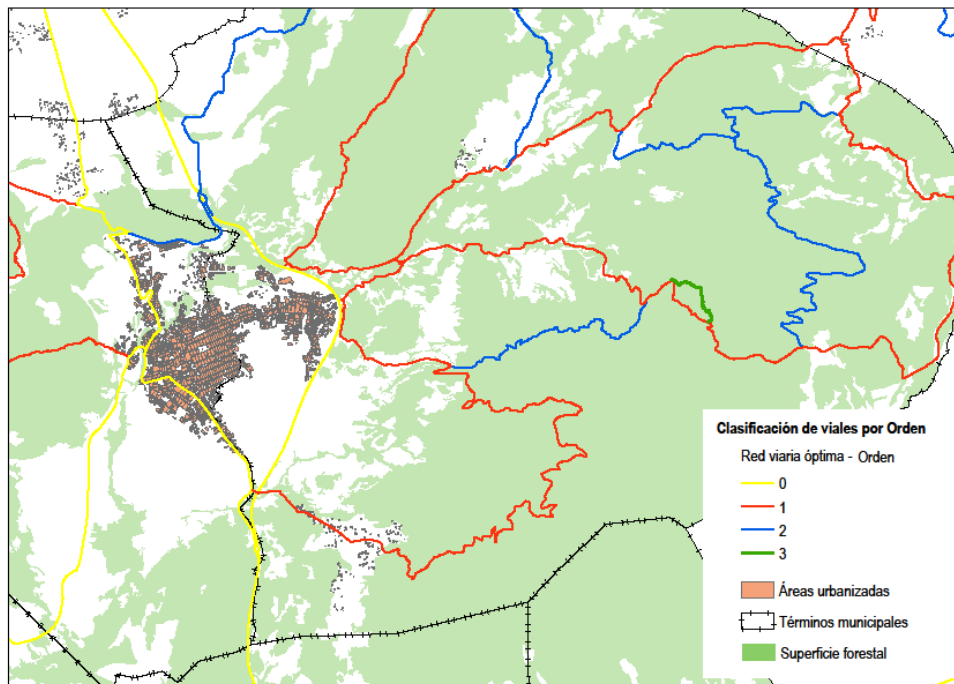 Clasificación de viales por Orden
Red viaria óptima - Orden
0
1
2
3
Áreas urbanizadas
Términos municipales
Superficie forestal